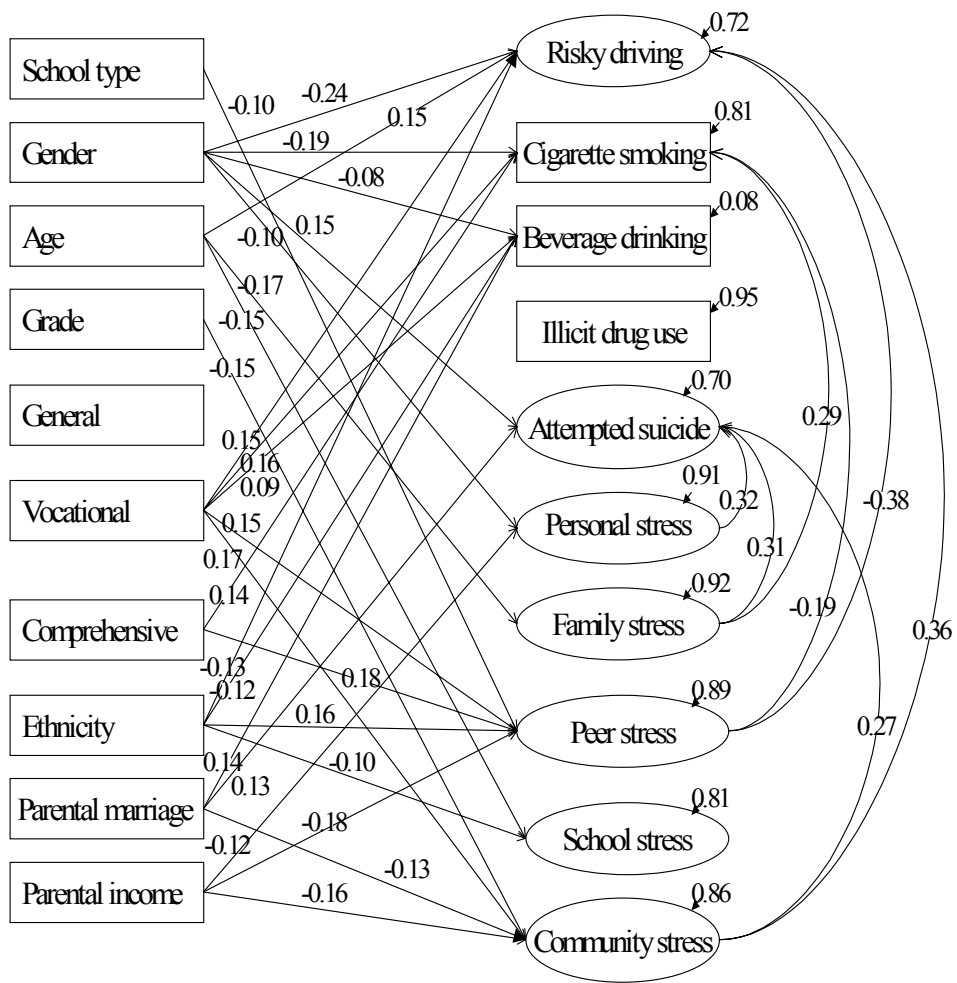 0.72
Risky driving
School type
-0.10
-0.24
0.15
0.81
Gender
-0.19
Cigarette smoking
-0.08
0.08
Age
-0.10
0.15
Beverage drinking
-0.17
0.95
Grade
-0.15
Illicit drug use
-0.15
0.70
General
0.29
Attempted suicide
0.15
0.16
0.91
0.09
0.32
-0.38
Vocational
0.15
Personal stress
0.31
0.17
0.92
0.14
-0.19
Comprehensive
Family stress
0.36
-0.13
0.18
-0.12
0.89
Ethnicity
0.16
Peer stress
0.27
0.14
-0.10
0.13
0.81
Parental marriage
-0.18
School stress
-0.12
-0.13
Parental income
-0.16
0.86
Community stress